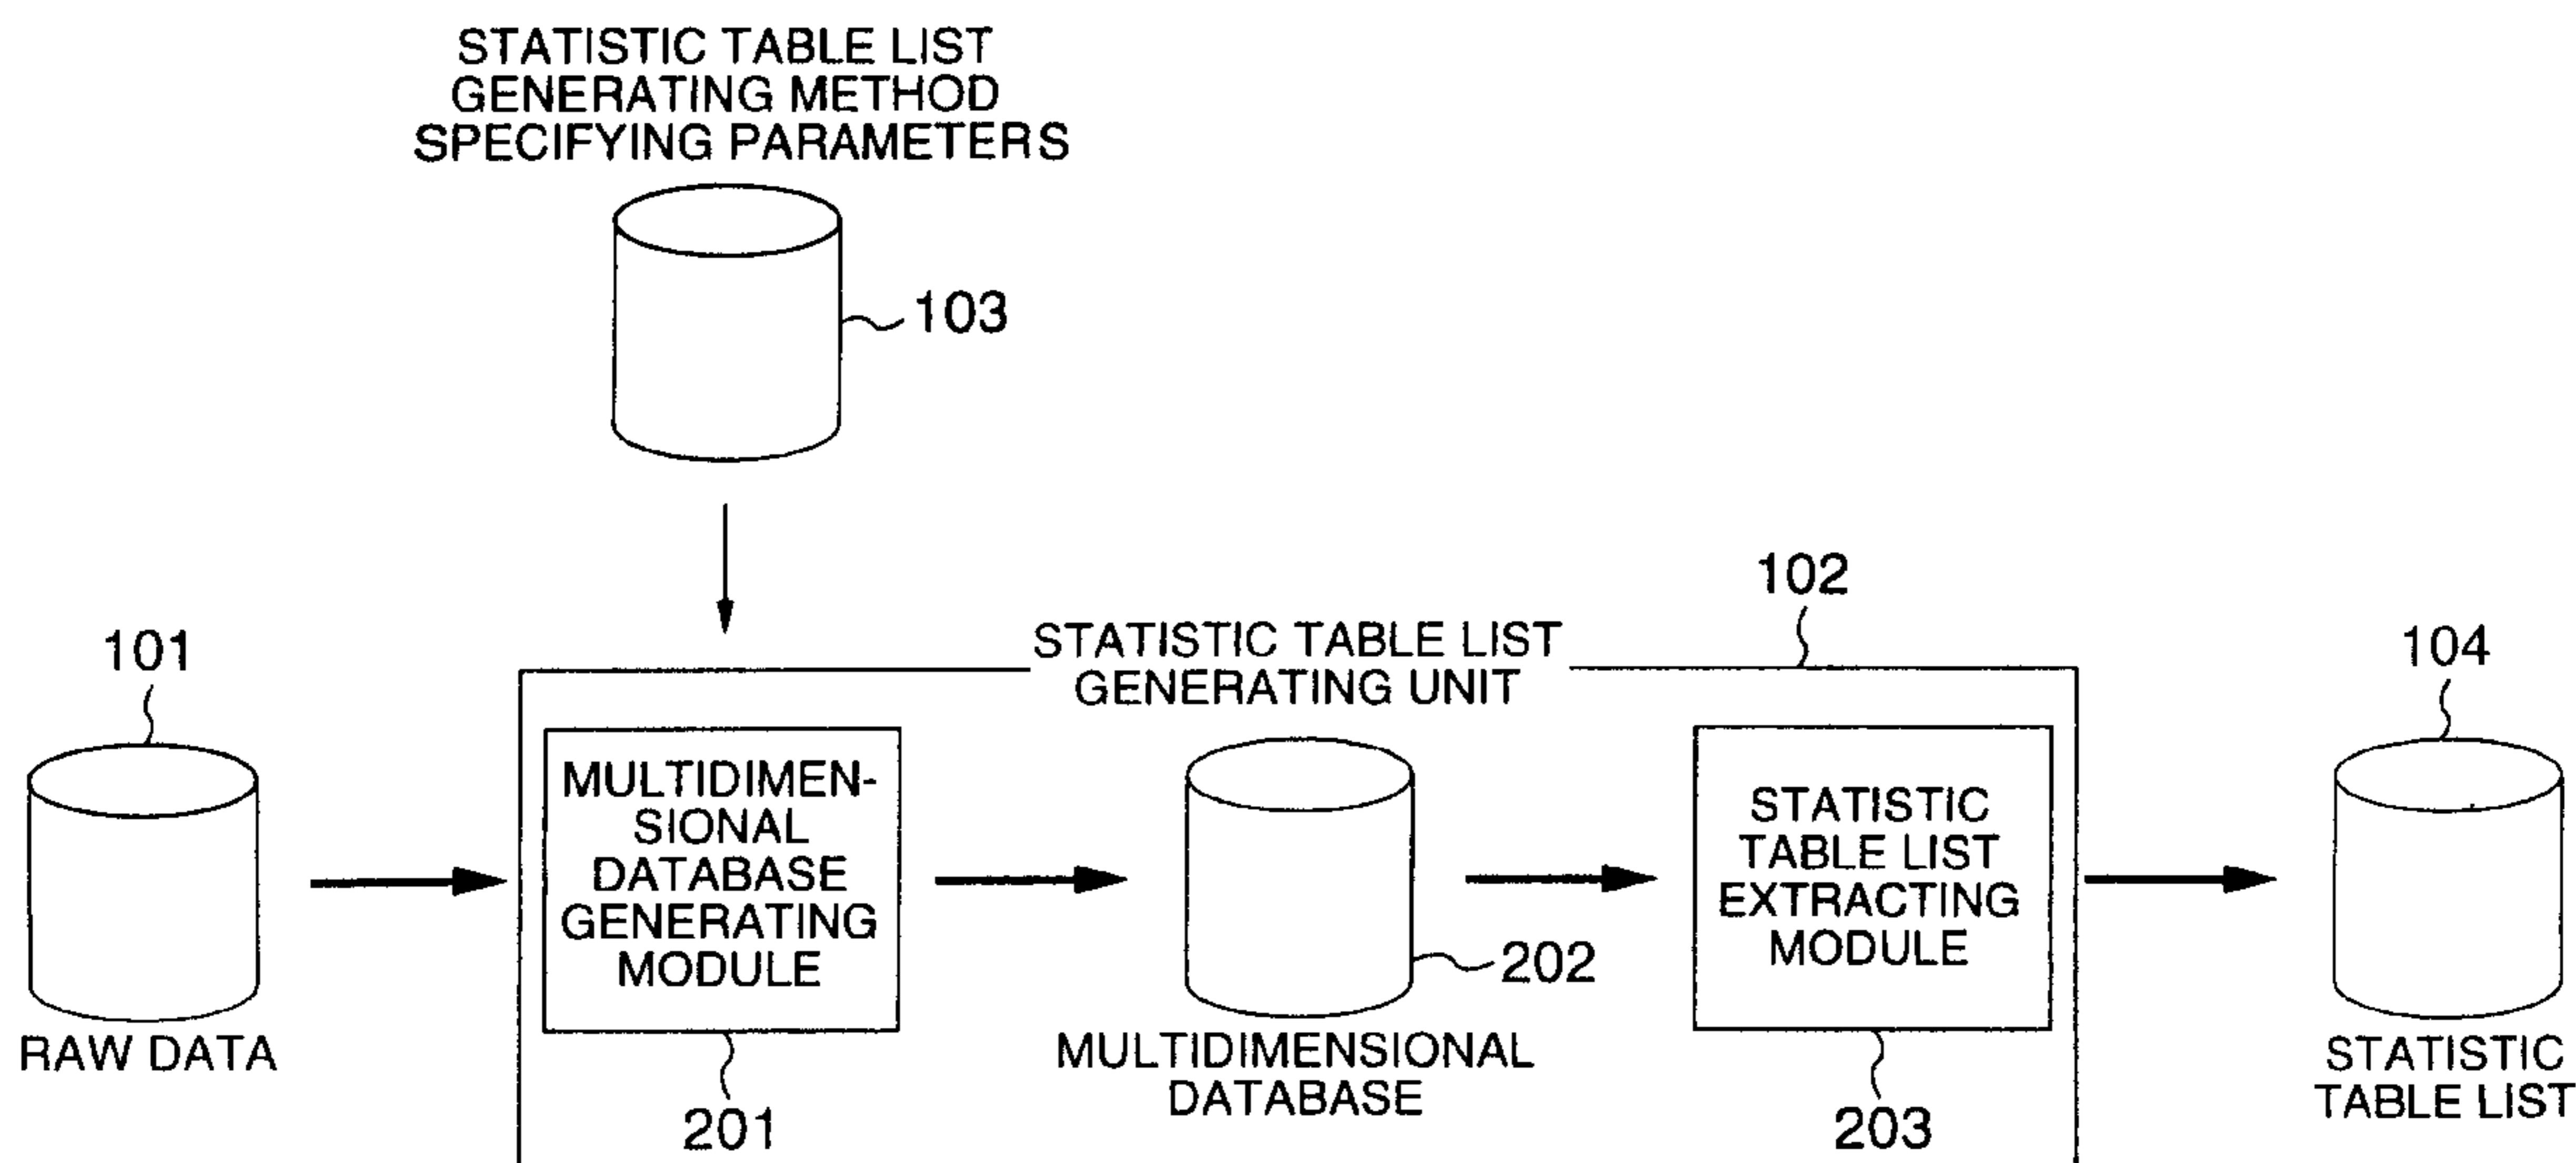 STATISTIC TABLE LIST
GENERATING METHOD
SPECIFYING PARAMETERS
103
102
STATISTIC TABLE LIST
GENERATING UNIT
101
RAW DATA
MULTIDIMEN-
SIONAL
DATABASE
GENERATING
MODULE
201
202
MULTIDIMENSIONAL
DATABASE
STATISTIC
TABLE LIST
EXTRACTING
MODULE
203
104
STATISTIC
TABLE LIST